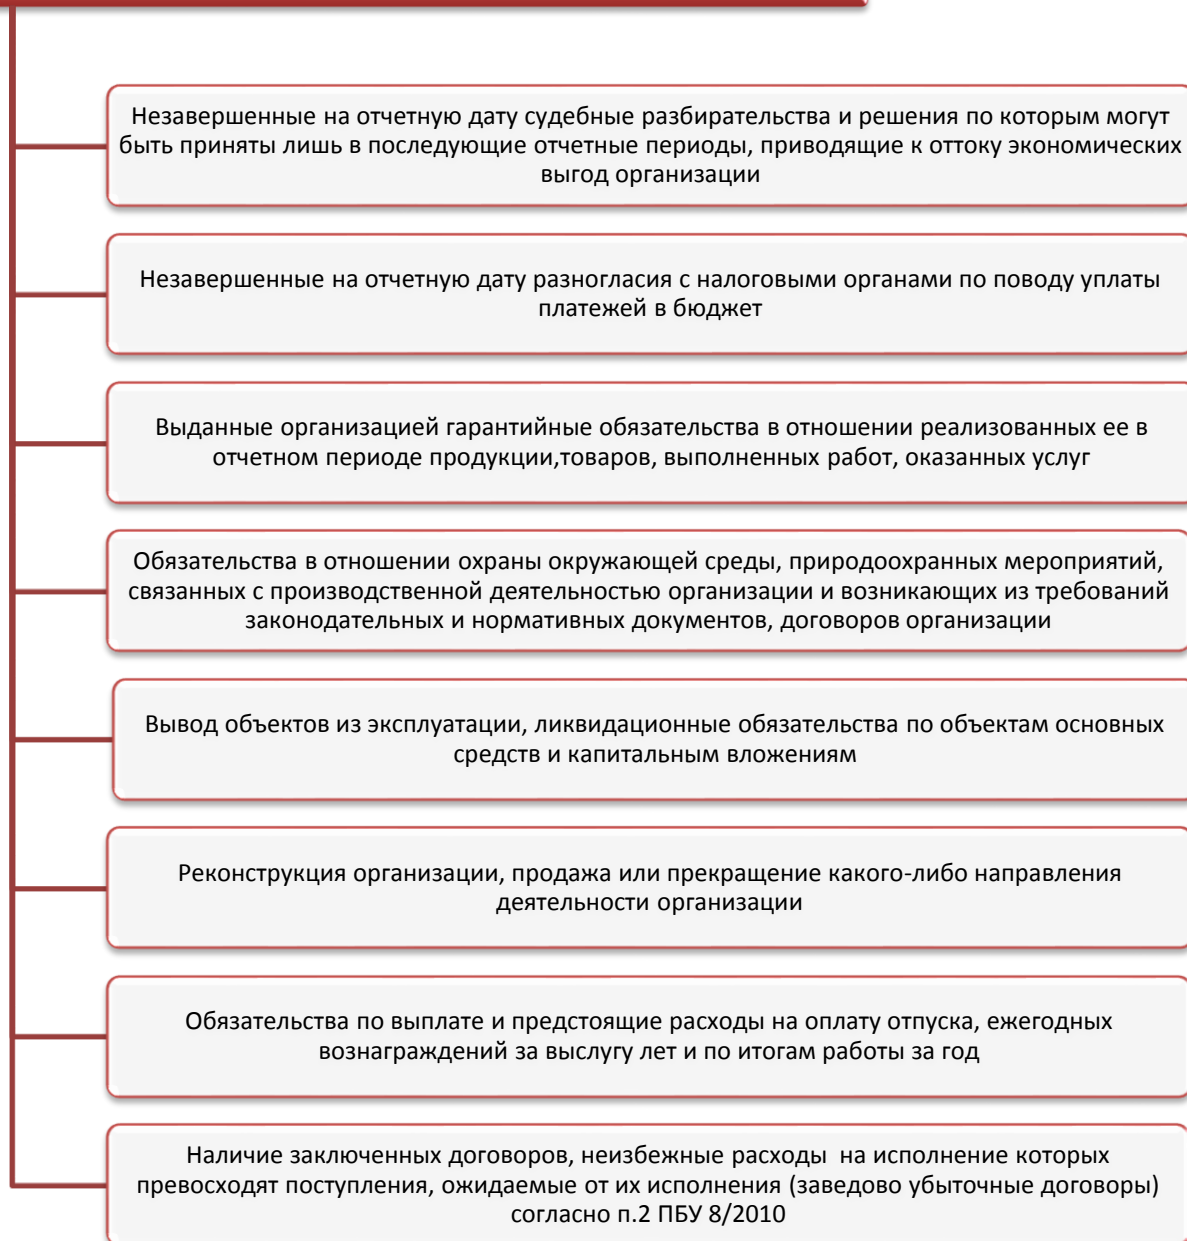 Незавершенные на отчетную дату судебные разбирательства и решения по которым могут
быть приняты лишь в последующие отчетные периоды, приводящие к оттоку экономических
выгод организации
Незавершенные на отчетную дату разногласия с налоговыми органами по поводу уплаты
платежей в бюджет
Выданные организацией гарантийные обязательства в отношении реализованных ее в
отчетном периоде продукции,товаров, выполненных работ, оказанных услуг
Обязательства в отношении охраны окружающей среды, природоохранных мероприятий,
связанных с производственной деятельностью организации и возникающих из требований
законодательных и нормативных документов, договоров организации
Вывод объектов из эксплуатации, ликвидационные обязательства по объектам основных
средств и капитальным вложениям
Реконструкция организации, продажа или прекращение какого-либо направления
деятельности организации
Обязательства по выплате и предстоящие расходы на оплату отпуска, ежегодных
вознаграждений за выслугу лет и по итогам работы за год
Наличие заключенных договоров, неизбежные расходы  на исполнение которых
превосходят поступления, ожидаемые от их исполнения (заведово убыточные договоры)
согласно п.2 ПБУ 8/2010